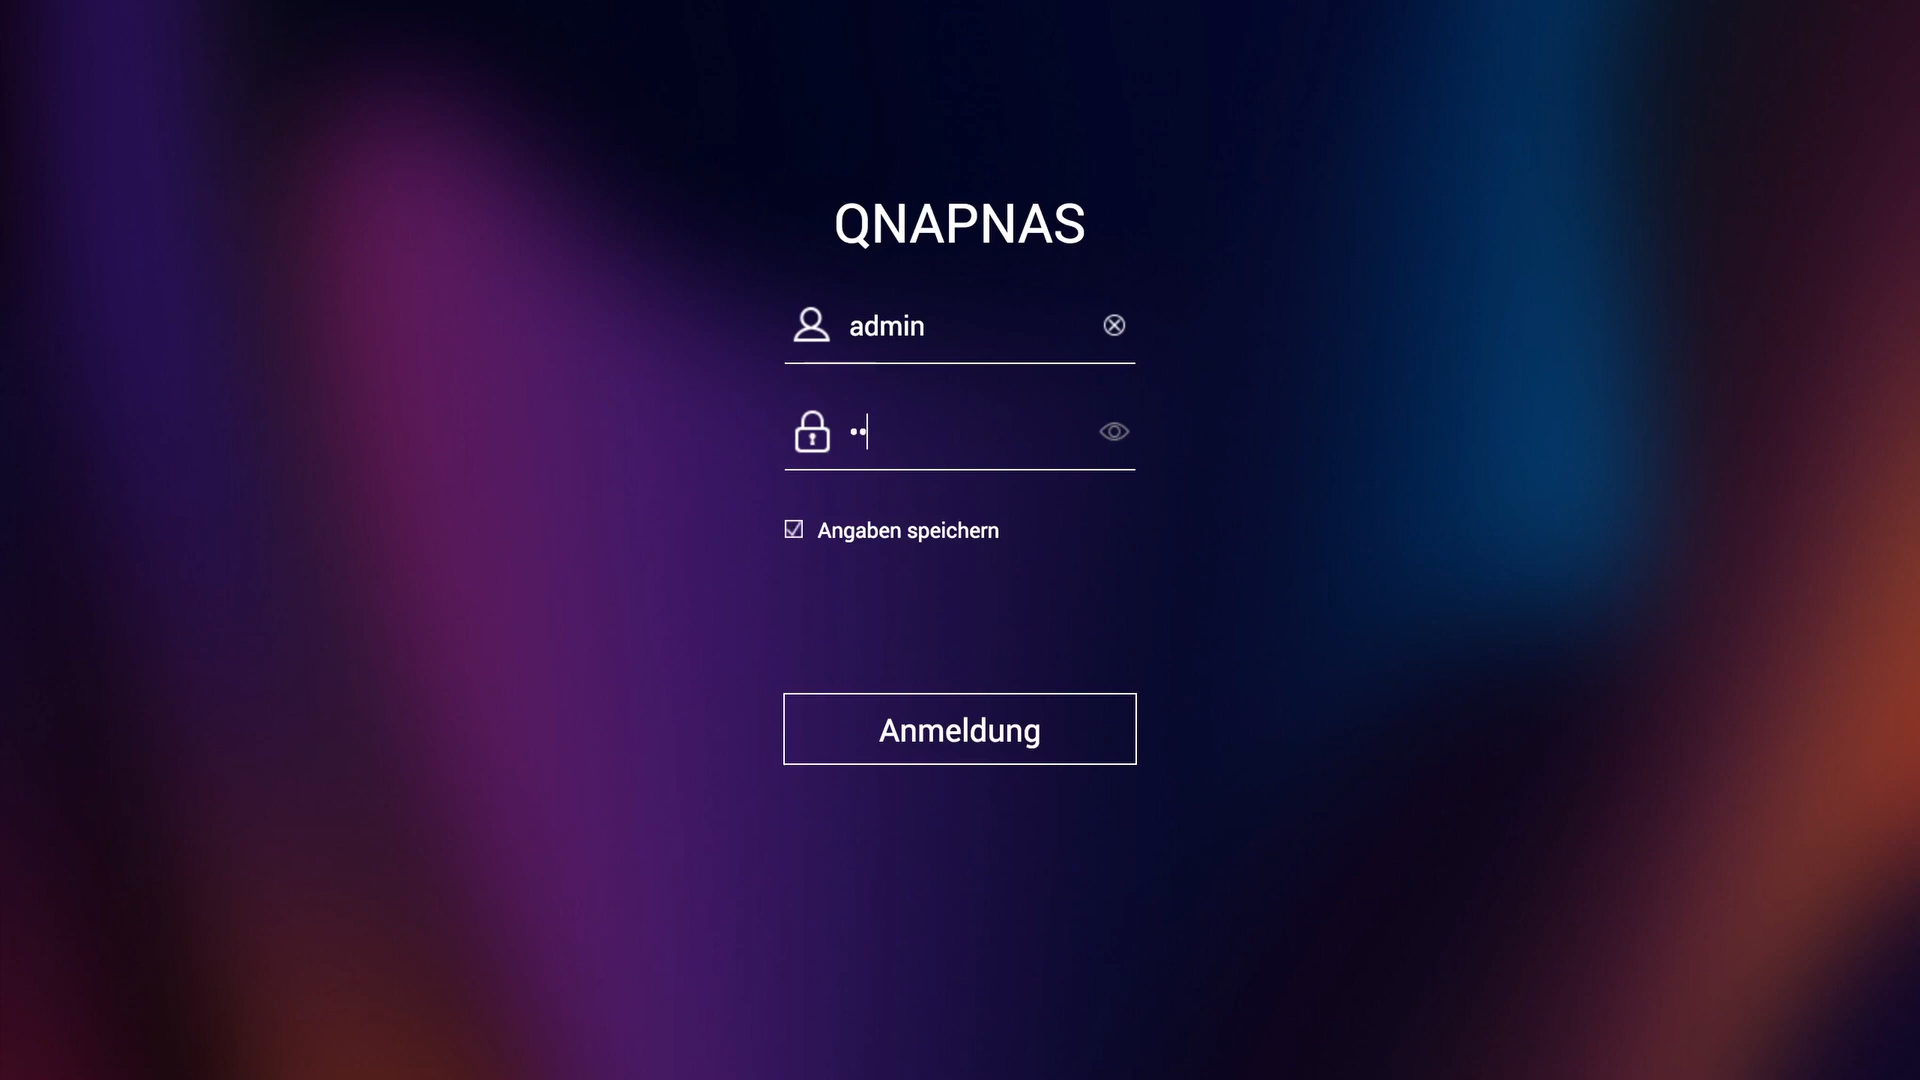 QNAPNAS
admin
••
Angaben speichern
Anmeldung